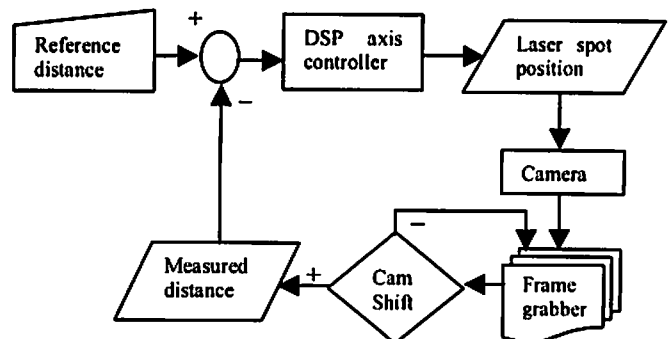 Reference
distance
+
−
DSP axis
controller
Laser spot
position
Camera
Frame
grabber
−
Cam
Shift
+
Measured
distance